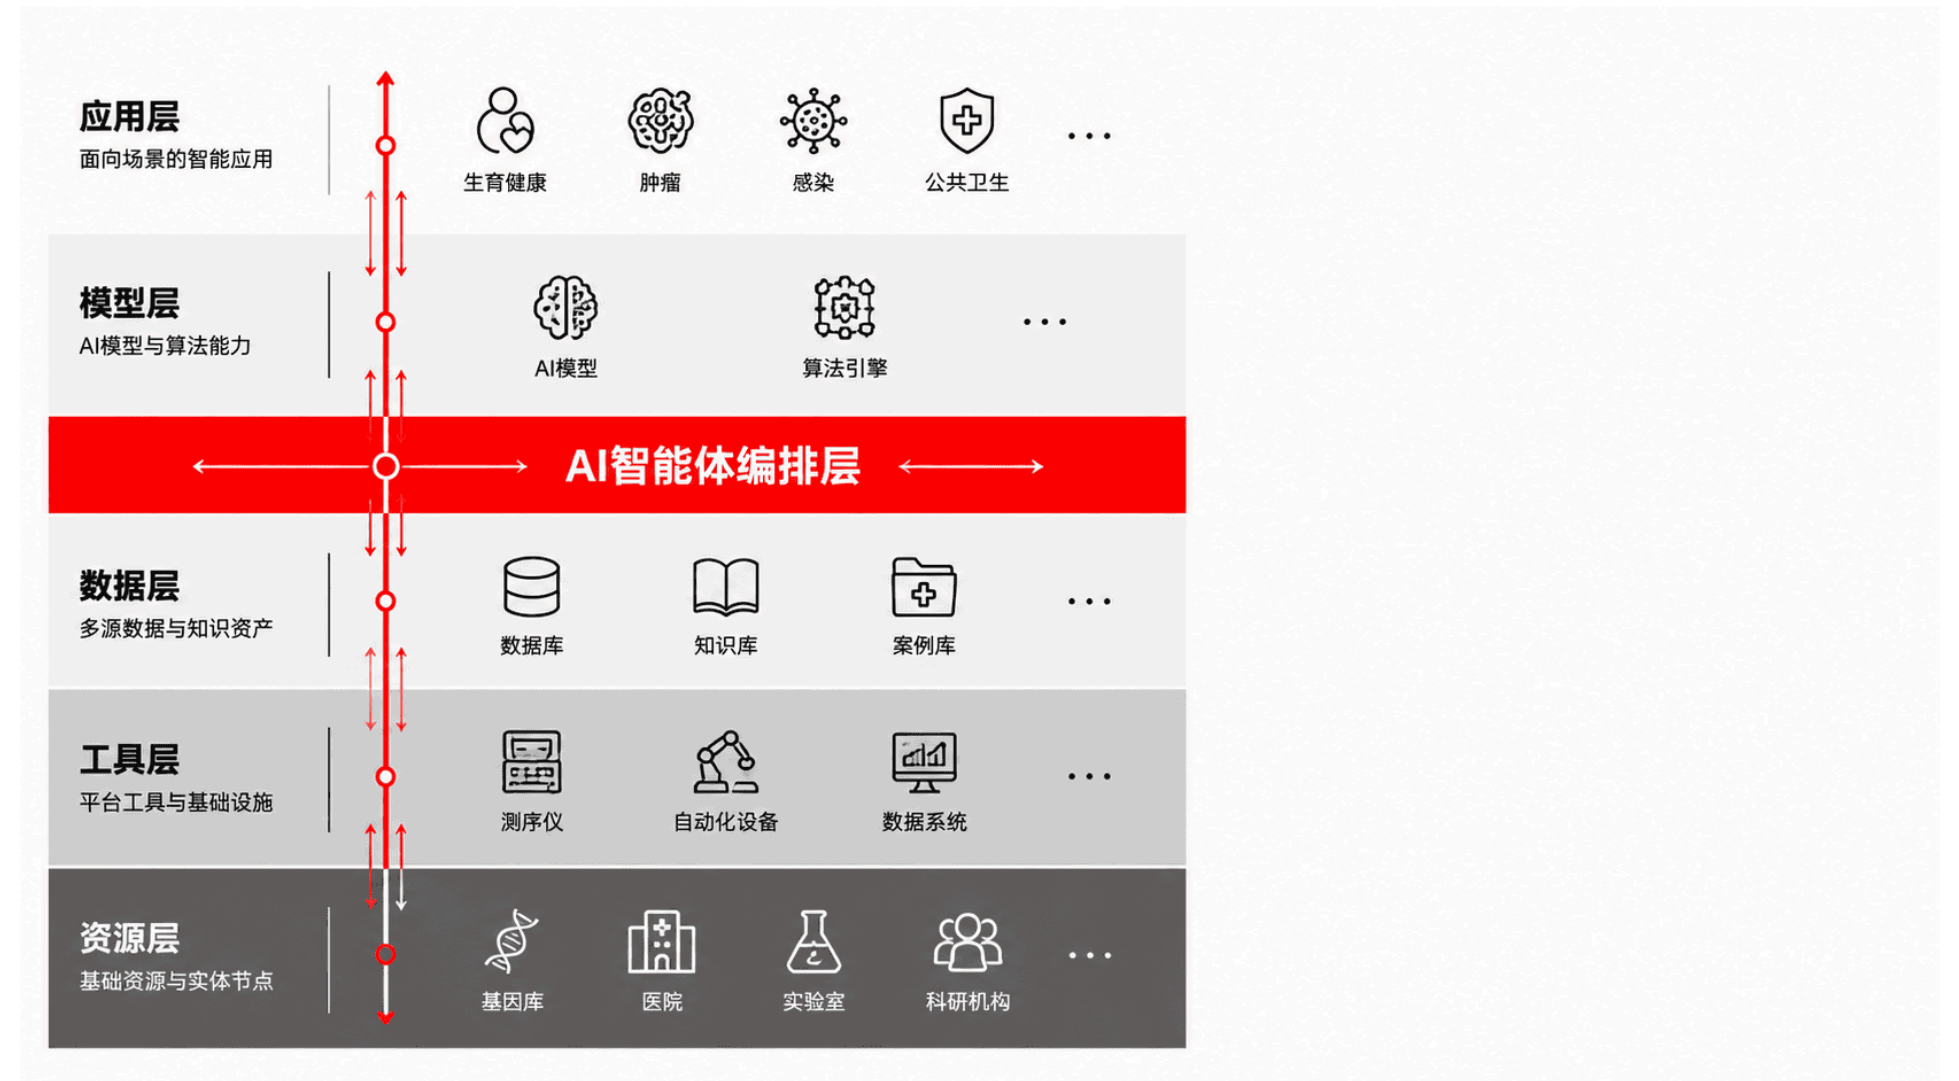 应用层
面向场景的智能应用
生育健康
肿瘤
感染
公共卫生
...
模型层
AI模型与算法能力
AI模型
算法引擎
...
AI智能体编排层
数据层
多源数据与知识资产
数据库
知识库
案例库
...
工具层
平台工具与基础设施
测序仪
自动化设备
数据系统
...
资源层
基础资源与实体节点
基因库
医院
实验室
科研机构
...